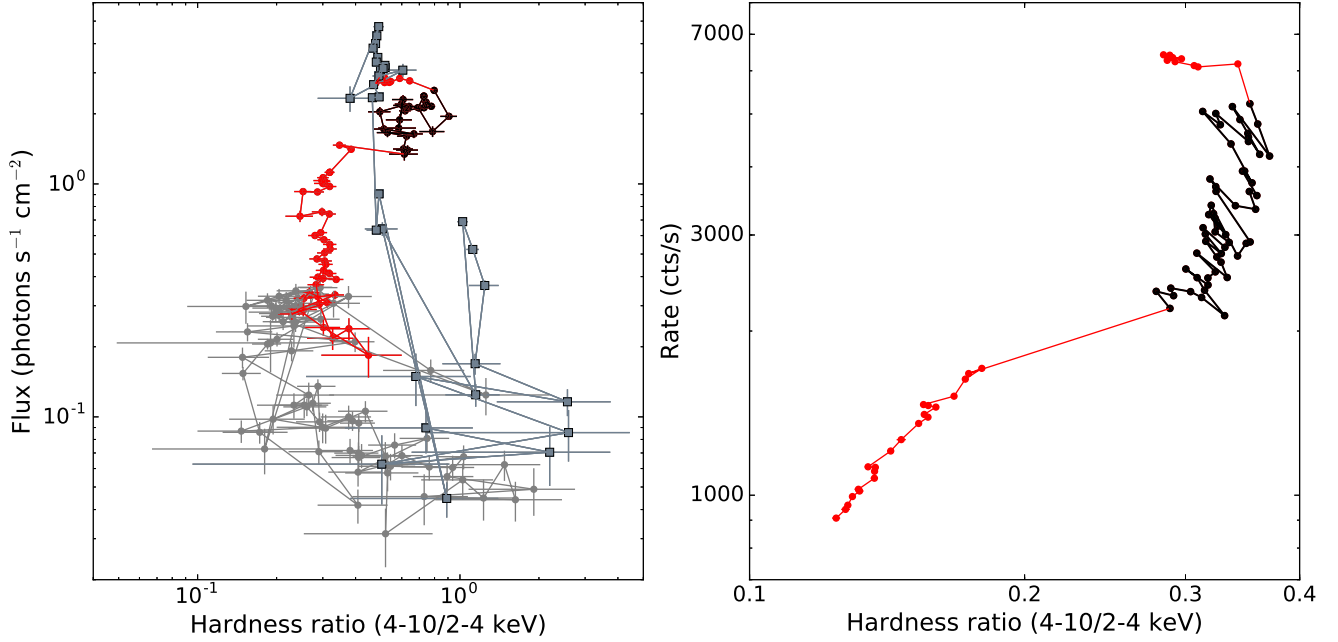 Flux (photons s⁻¹ cm⁻²)
10⁰
10⁻¹
10⁻¹
10⁰
Hardness ratio (4-10/2-4 keV)
Rate (cts/s)
7000
3000
1000
0.1
0.2
0.3
0.4
Hardness ratio (4-10/2-4 keV)